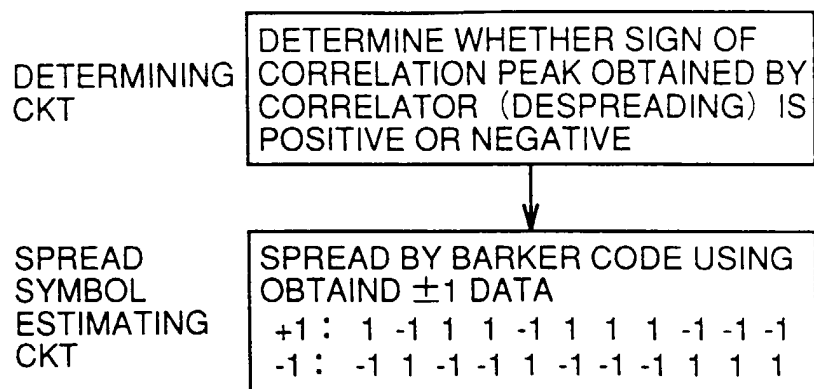 DETERMINING
CKT
DETERMINE WHETHER SIGN OF
CORRELATION PEAK OBTAINED BY
CORRELATOR (DESPREADING) IS
POSITIVE OR NEGATIVE
SPREAD
SYMBOL
ESTIMATING
CKT
SPREAD BY BARKER CODE USING
OBTAIND ±1 DATA
+1 : 1 -1 1 1 -1 1 1 1 -1 -1 -1
-1 : -1 1 -1 -1 1 -1 -1 -1 1 1 1